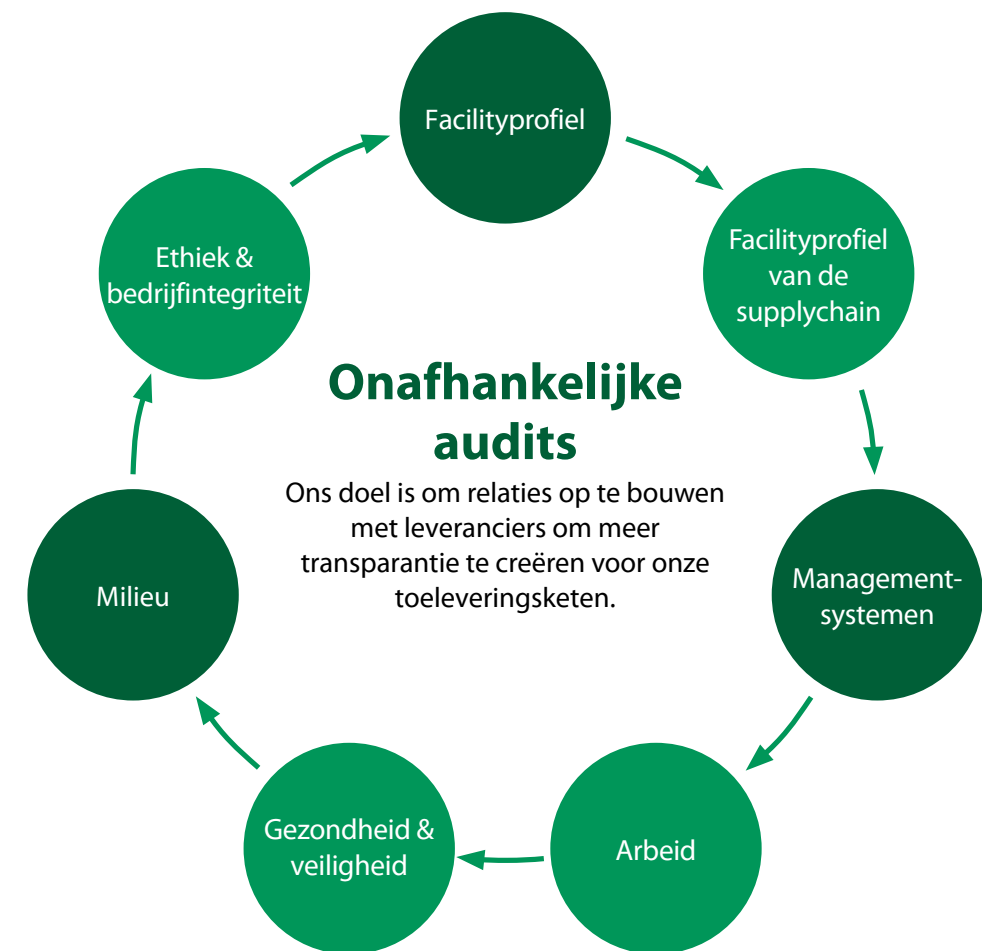 Facilityprofiel
Facilityprofiel
van de
supplychain
Management-
systemen
Arbeid
Gezondheid &
veiligheid
Milieu
Ethiek &
bedrijfintegriteit
Onafhankelijke
audits
Ons doel is om relaties op te bouwen
met leveranciers om meer
transparantie te creëren voor onze
toeleveringsketen.